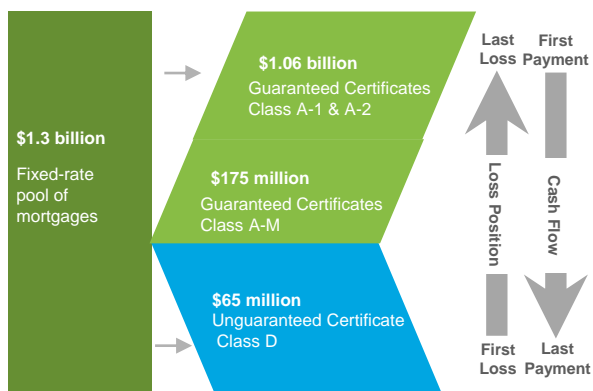 $1.3 billion
Fixed-rate
pool of
mortgages
$1.06 billion
Guaranteed Certificates
Class A-1 & A-2
$175 million
Guaranteed Certificates
Class A-M
$65 million
Unguaranteed Certificate
Class D
Last
Loss
Loss Position
First
Loss
First
Payment
Cash Flow
Last
Payment